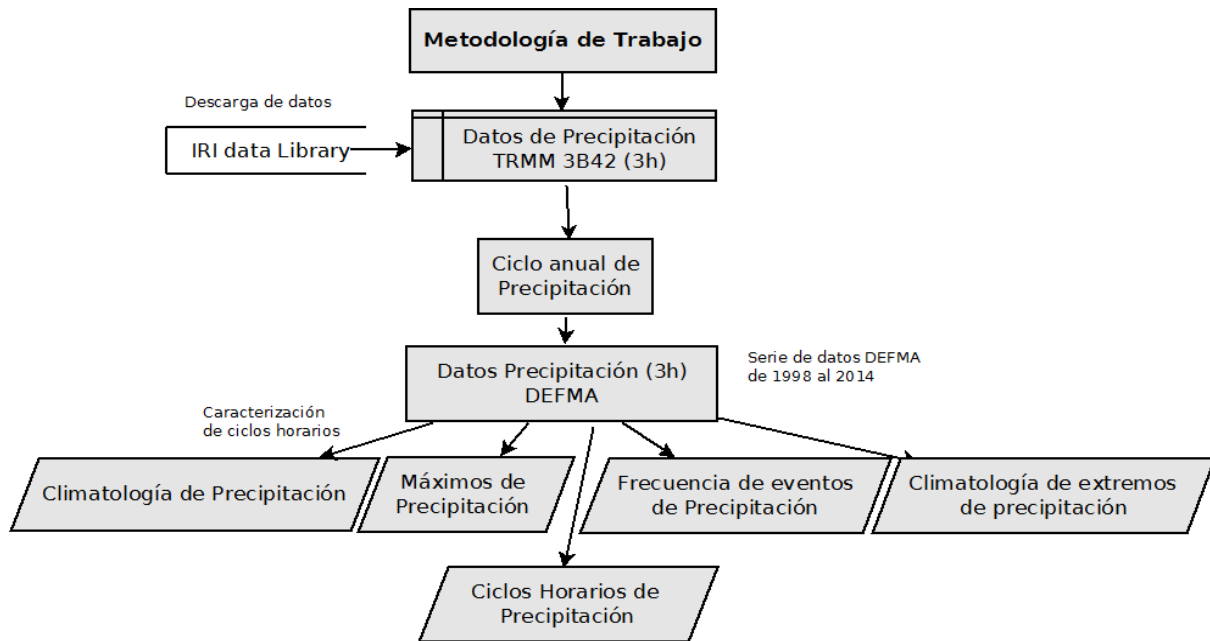 Metodología de Trabajo
Descarga de datos
IRI data Library
Datos de Precipitación
TRMM 3B42 (3h)
Ciclo anual de
Precipitación
Datos Precipitación (3h)
DEFMA
Serie de datos DEFMA
de 1998 al 2014
Caracterización
de ciclos horarios
Climatología de Precipitación
Máximos de
Precipitación
Frecuencia de eventos
de Precipitación
Climatología de extremos
de precipitación
Ciclos Horarios de
Precipitación